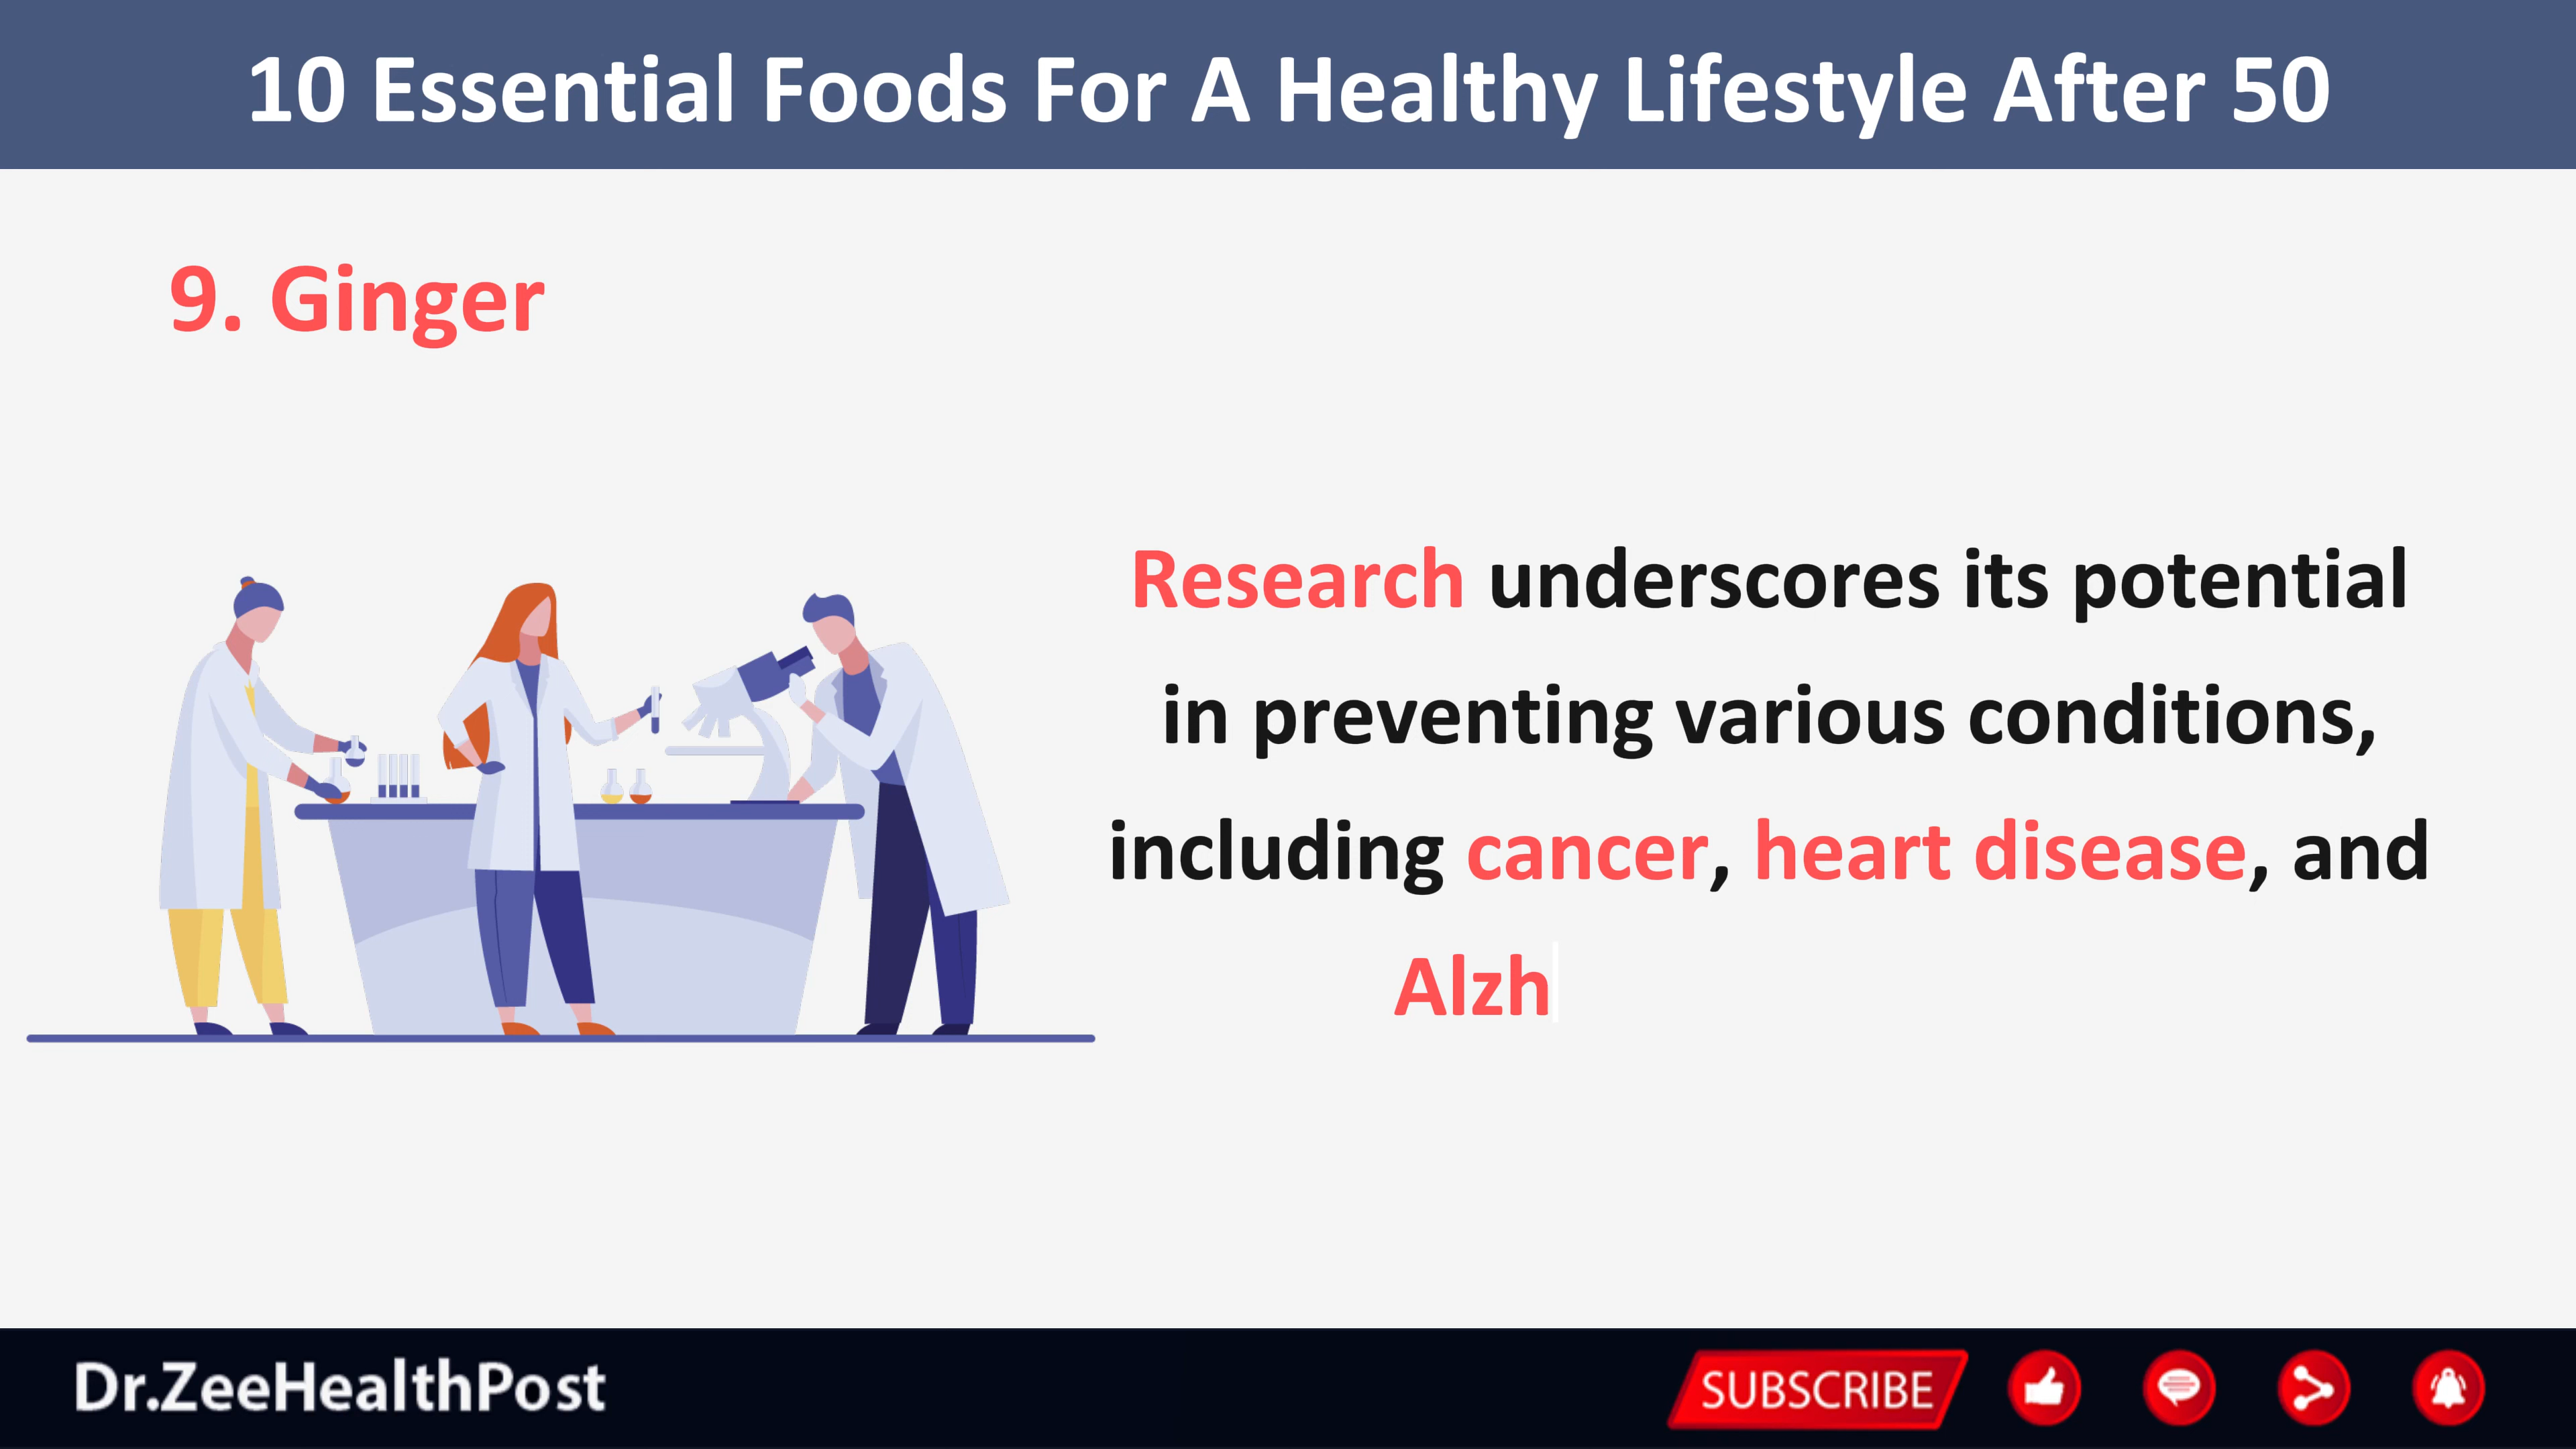 10 Essential Foods For A Healthy Lifestyle After 50
9. Ginger
Research underscores its potential
in preventing various conditions,
including cancer, heart disease, and
Alzh
Dr.ZeeHealthPost
SUBSCRIBE